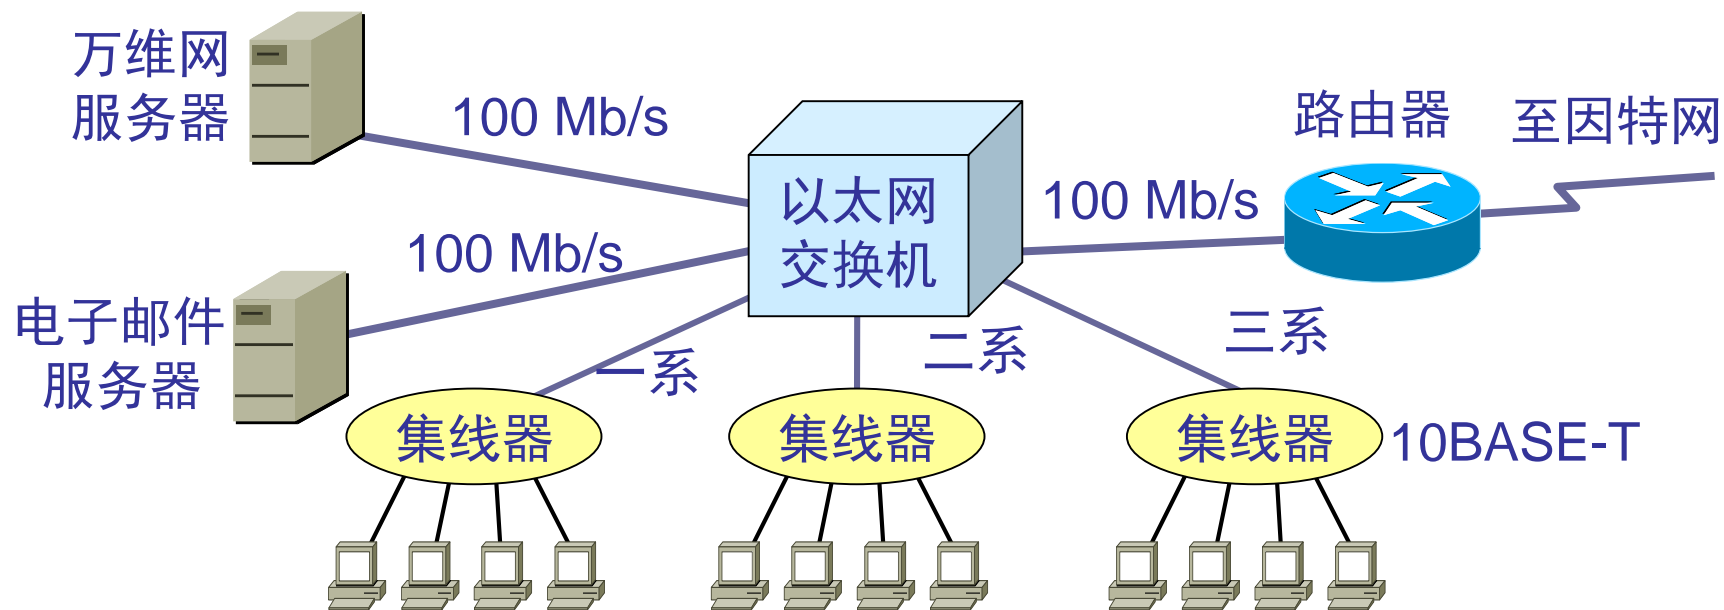 万维网
服务器
100 Mb/s
路由器
至因特网
以太网
交换机
100 Mb/s
100 Mb/s
电子邮件
服务器
一系
二系
三系
集线器
集线器
集线器
10BASE-T